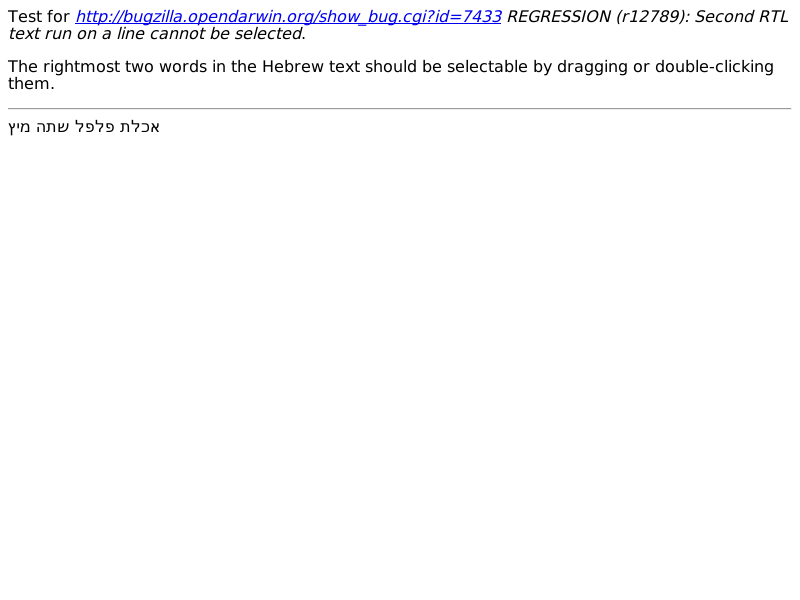 Test for http://bugzilla.opendarwin.org/show_bug.cgi?id=7433 REGRESSION (r12789): Second RTL
text run on a line cannot be selected.
The rightmost two words in the Hebrew text should be selectable by dragging or double-clicking
them.
אכלת פלפל שתה מיץ